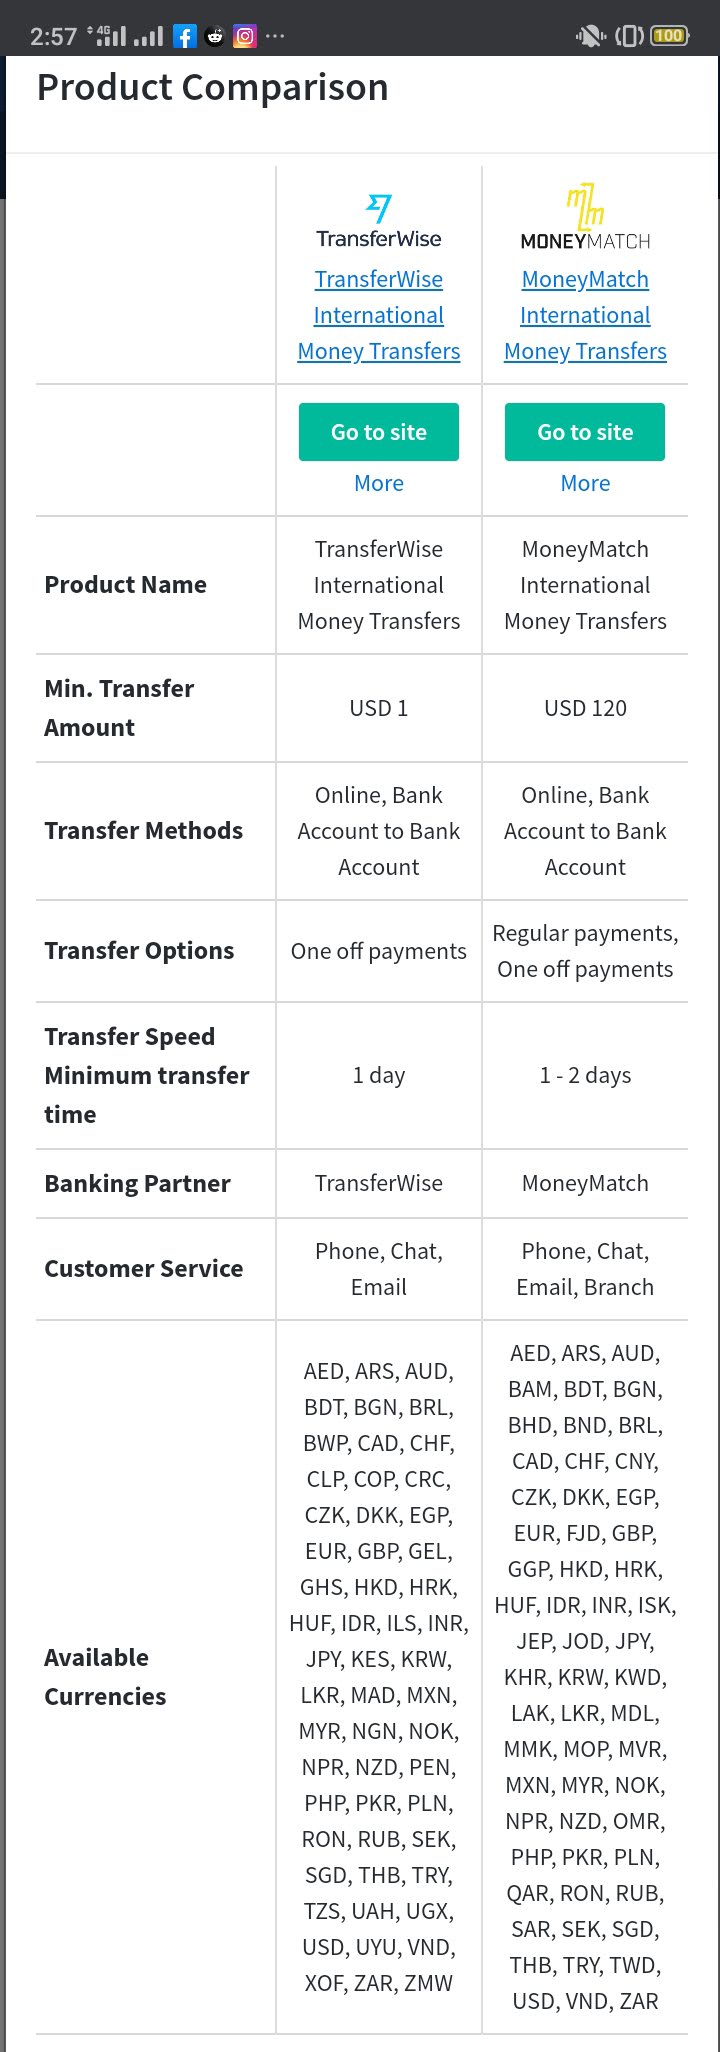 2:57 4G 100
Product Comparison
TransferWise
MONEYMATCH
TransferWise
International
Money Transfers
MoneyMatch
International
Money Transfers
Go to site
More
Go to site
More
Product Name
TransferWise
International
Money Transfers
MoneyMatch
International
Money Transfers
Min. Transfer
Amount
USD 1
USD 120
Transfer Methods
Online, Bank
Account to Bank
Account
Online, Bank
Account to Bank
Account
Transfer Options
One off payments
Regular payments,
One off payments
Transfer Speed
Minimum transfer
time
1 day
1 - 2 days
Banking Partner
TransferWise
MoneyMatch
Customer Service
Phone, Chat,
Email
Phone, Chat,
Email, Branch
Available
Currencies
AED, ARS, AUD,
BDT, BGN, BRL,
BWP, CAD, CHF,
CLP, COP, CRC,
CZK, DKK, EGP,
EUR, GBP, GEL,
GHS, HKD, HRK,
HUF, IDR, ILS, INR,
JPY, KES, KRW,
LKR, MAD, MXN,
MYR, NGN, NOK,
NPR, NZD, PEN,
PHP, PKR, PLN,
RON, RUB, SEK,
SGD, THB, TRY,
TZS, UAH, UGX,
USD, UYU, VND,
XOF, ZAR, ZMW
AED, ARS, AUD,
BAM, BDT, BGN,
BHD, BND, BRL,
CAD, CHF, CNY,
CZK, DKK, EGP,
EUR, FJD, GBP,
GGP, HKD, HRK,
HUF, IDR, INR, ISK,
JEP, JOD, JPY,
KHR, KRW, KWD,
LAK, LKR, MDL,
MMK, MOP, MVR,
MXN, MYR, NOK,
NPR, NZD, OMR,
PHP, PKR, PLN,
QAR, RON, RUB,
SAR, SEK, SGD,
THB, TRY, TWD,
USD, VND, ZAR